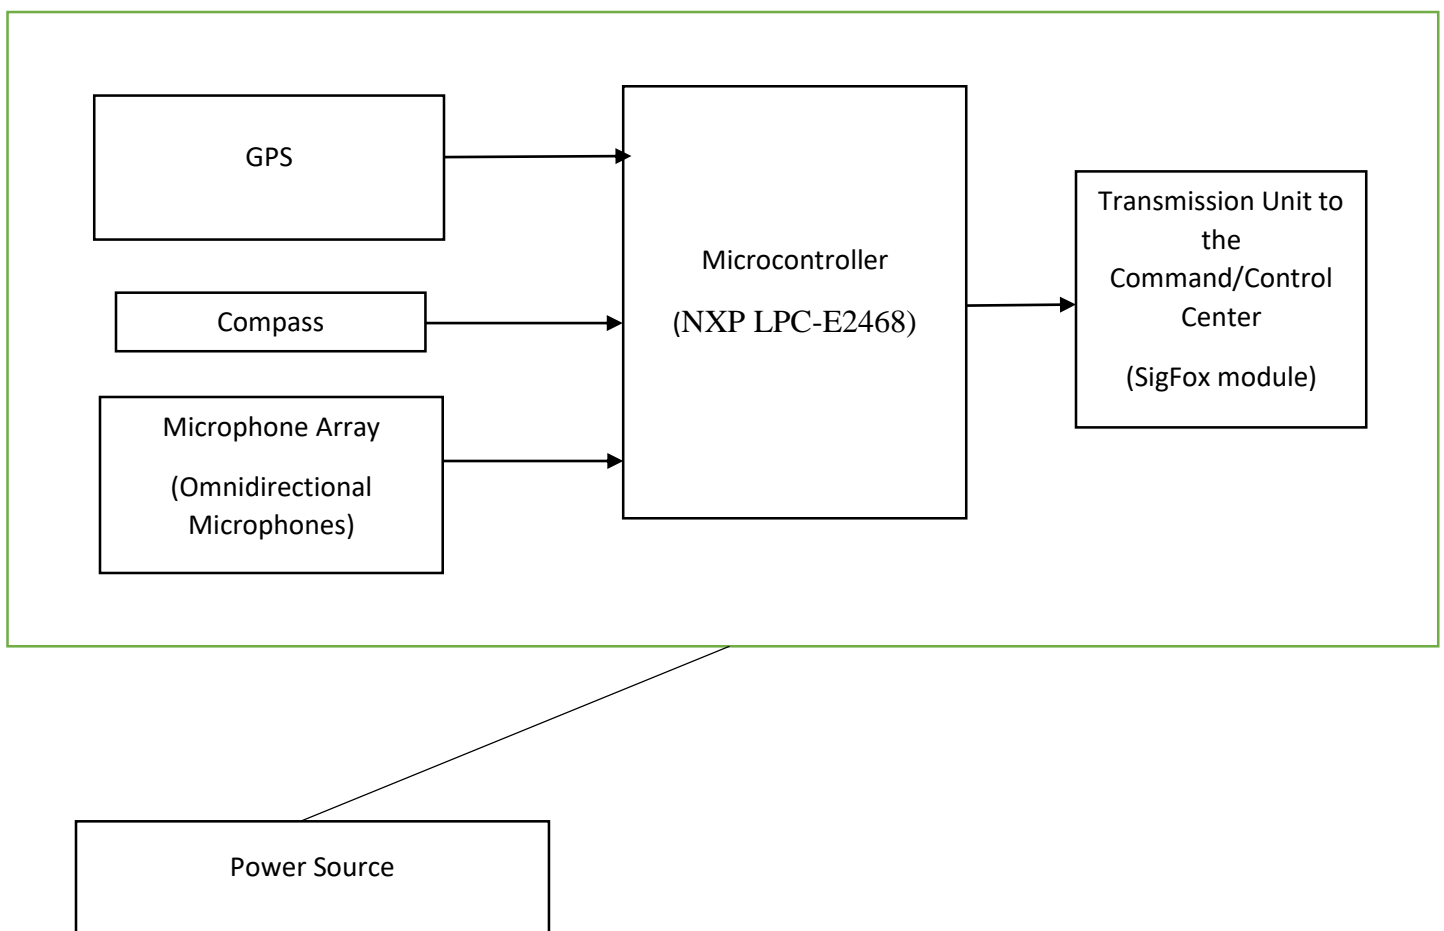 GPS
Compass
Microphone Array
(Omnidirectional
Microphones)
Microcontroller
(NXP LPC-E2468)
Transmission Unit to
the
Command/Control
Center
(SigFox module)
Power Source